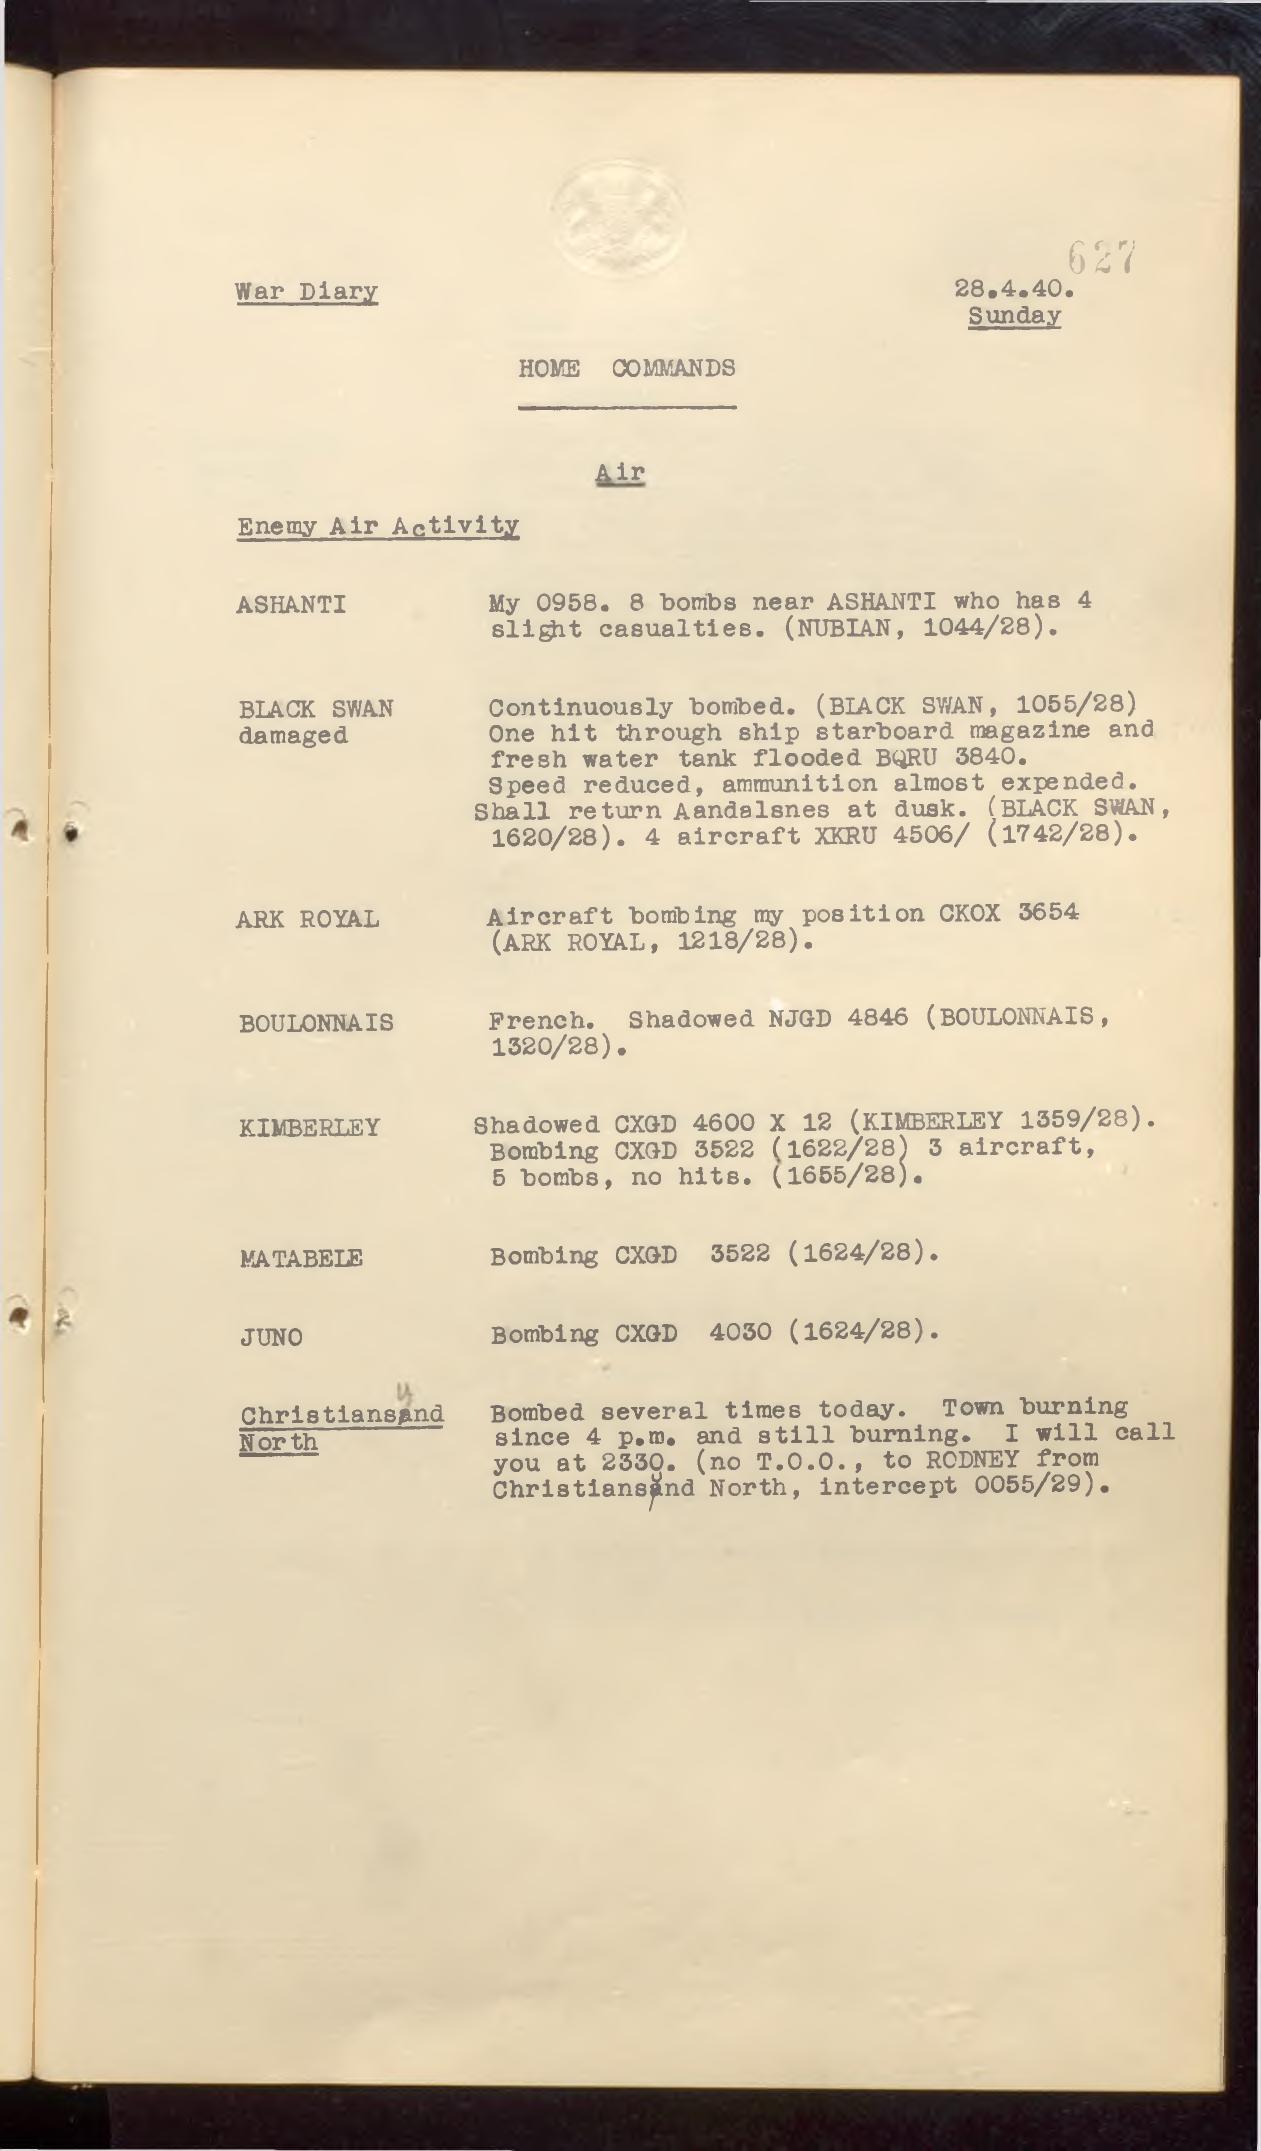 627
War Diary 28.4.40.
Sunday
HOME COMMANDS
Air
Enemy Air Activity
ASHANTI My 0958. 8 bombs near ASHANTI who has 4
slight casualties. (NUBIAN, 1044/28).
BLACK SWAN Continuously bombed. (BLACK SWAN, 1055/28)
damaged One hit through ship starboard magazine and
fresh water tank flooded BQRU 3840.
Speed reduced, ammunition almost expended.
Shall return Aandalsnes at dusk. (BLACK SWAN,
1620/28). 4 aircraft XKRU 4506/ (1742/28).
ARK ROYAL Aircraft bombing my position CKOX 3654
(ARK ROYAL, 1218/28).
BOULONNAIS French. Shadowed NJGD 4846 (BOULONNAIS,
1320/28).
KIMBERLEY Shadowed CXGD 4600 X 12 (KIMBERLEY 1359/28).
Bombing CXGD 3522 (1622/28) 3 aircraft,
5 bombs, no hits. (1655/28).
MATABELE Bombing CXGD 3522 (1624/28).
JUNO Bombing CXGD 4030 (1624/28).
Christiansynd Bombed several times today. Town burning
North since 4 p.m. and still burning. I will call
you at 2330. (no T.O.O., to RODNEY from
Christiansynd North, intercept 0055/29).